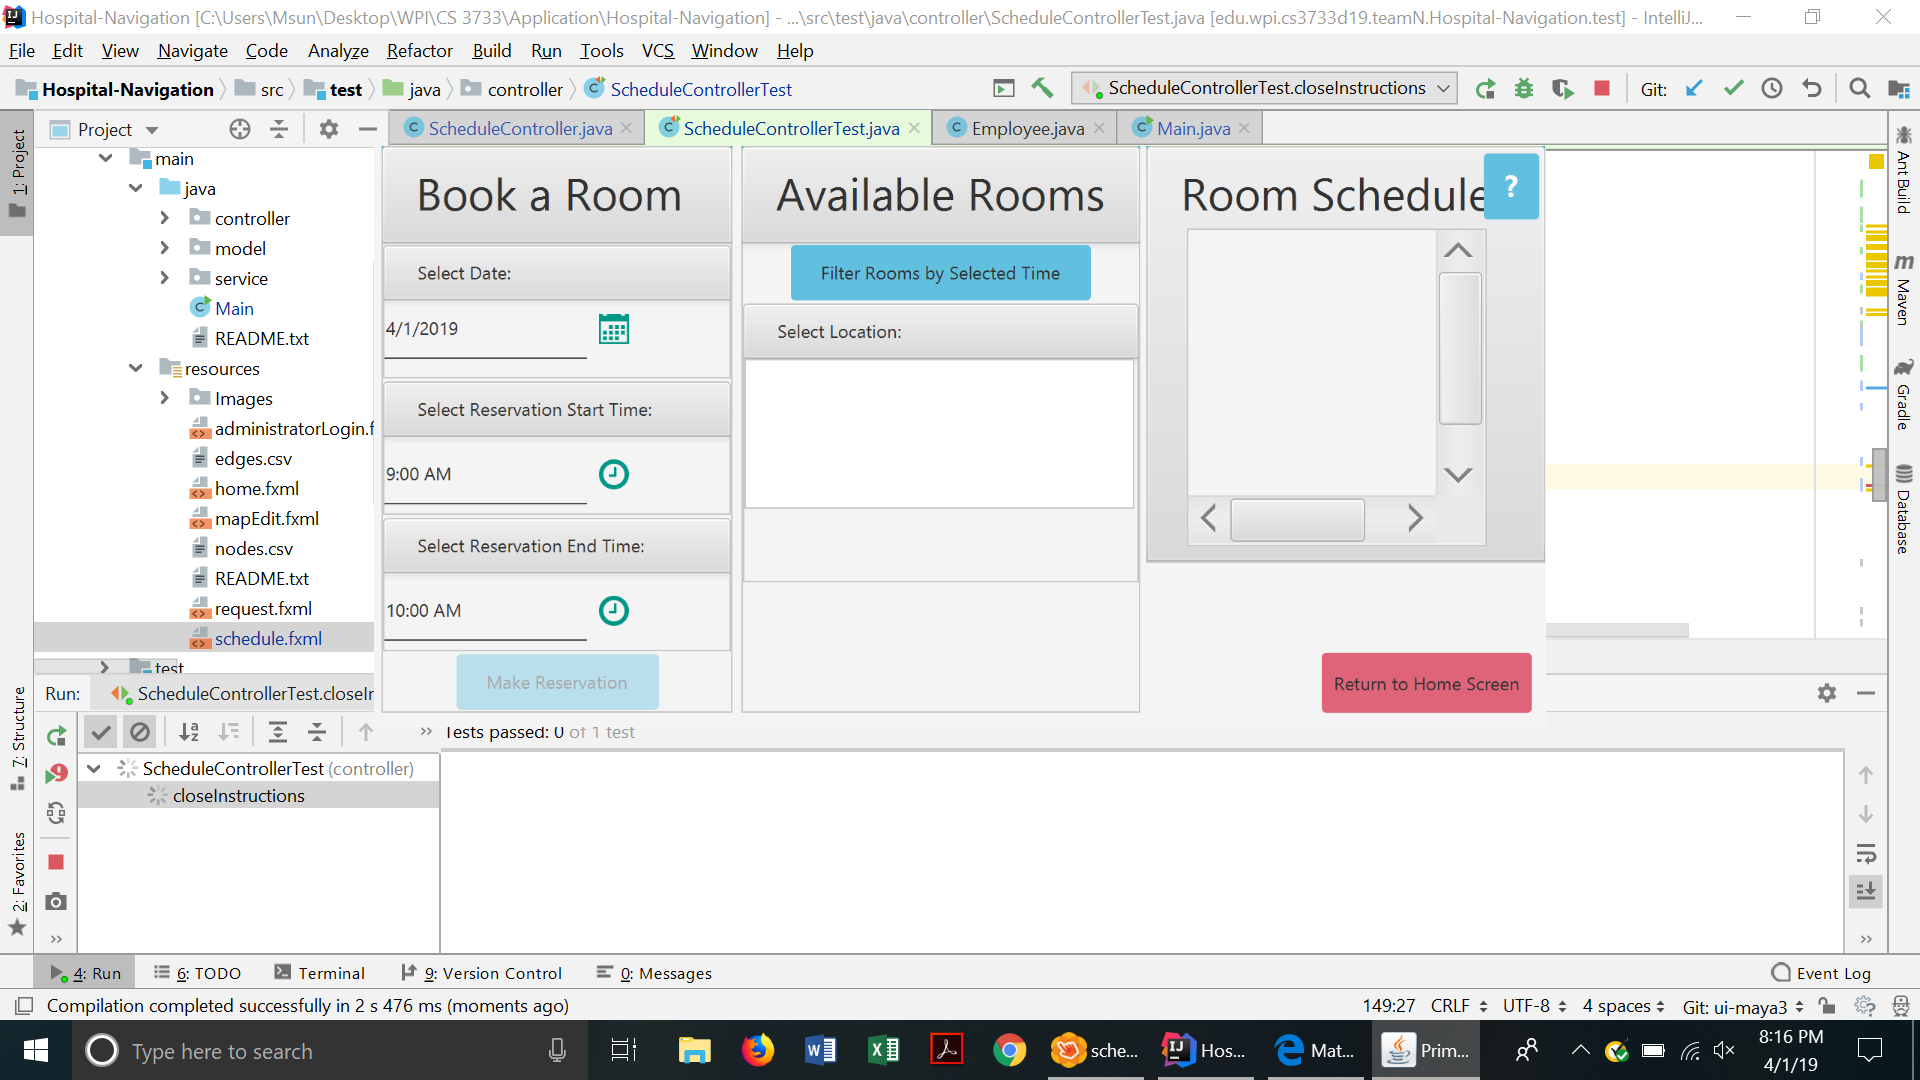 Hospital-Navigation [C:\Users\Msun\Desktop\WPI\CS 3733\Application\Hospital-Navigation] - ...\src\test\java\controller\ScheduleControllerTest.java [edu.wpi.cs3733d19.teamN.Hospital-Navigation.test] - IntelliJ...
File Edit View Navigate Code Analyze Refactor Build Run Tools VCS Window Help
Hospital-Navigation src test java controller ScheduleControllerTest ScheduleControllerTest.closeInstructions Git:
Project ScheduleController.java ScheduleControllerTest.java Employee.java Main.java
1: Project
main
java
controller
model
service
Main
README.txt
resources
Images
administratorLogin.f
edges.csv
home.fxml
mapEdit.fxml
nodes.csv
README.txt
request.fxml
schedule.fxml
test
Book a Room
Select Date:
4/1/2019
Select Reservation Start Time:
9:00 AM
Select Reservation End Time:
10:00 AM
Make Reservation
Available Rooms
Filter Rooms by Selected Time
Select Location:
Room Schedule
?
Return to Home Screen
Ant Build
Maven
Gradle
Database
Run: ScheduleControllerTest.closeIn
7: Structure
2: Favorites
Tests passed: 0 of 1 test
ScheduleControllerTest (controller)
closeInstructions
4: Run 6: TODO Terminal 9: Version Control 0: Messages Event Log
Compilation completed successfully in 2 s 476 ms (moments ago) 149:27 CRLF UTF-8 4 spaces Git: ui-maya3
Type here to search sche... Hos... Mat... Prim... 8:16 PM
4/1/19